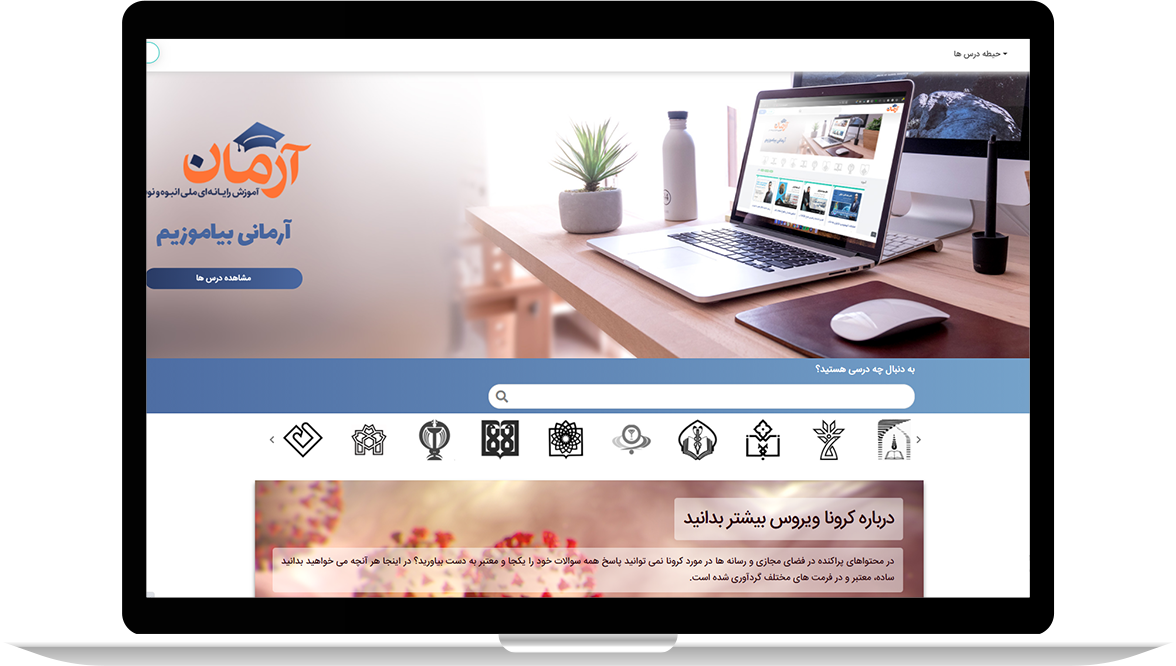 حیطه درس ها
آرمان
آموزش رایانه‌ای ملی انبوه و نو
آرمانی بیاموزیم
مشاهده درس ها
به دنبال چه درسی هستید؟
درباره کرونا ویروس بیشتر بدانید
در محتواهای پراکنده در فضای مجازی و رسانه ها در مورد کرونا نمی توانید پاسخ همه سوالات خود را یکجا و معتبر به دست بیاورید؟ در اینجا هر آنچه می خواهید بدانید
ساده، معتبر و در فرمت های مختلف گردآوری شده است.